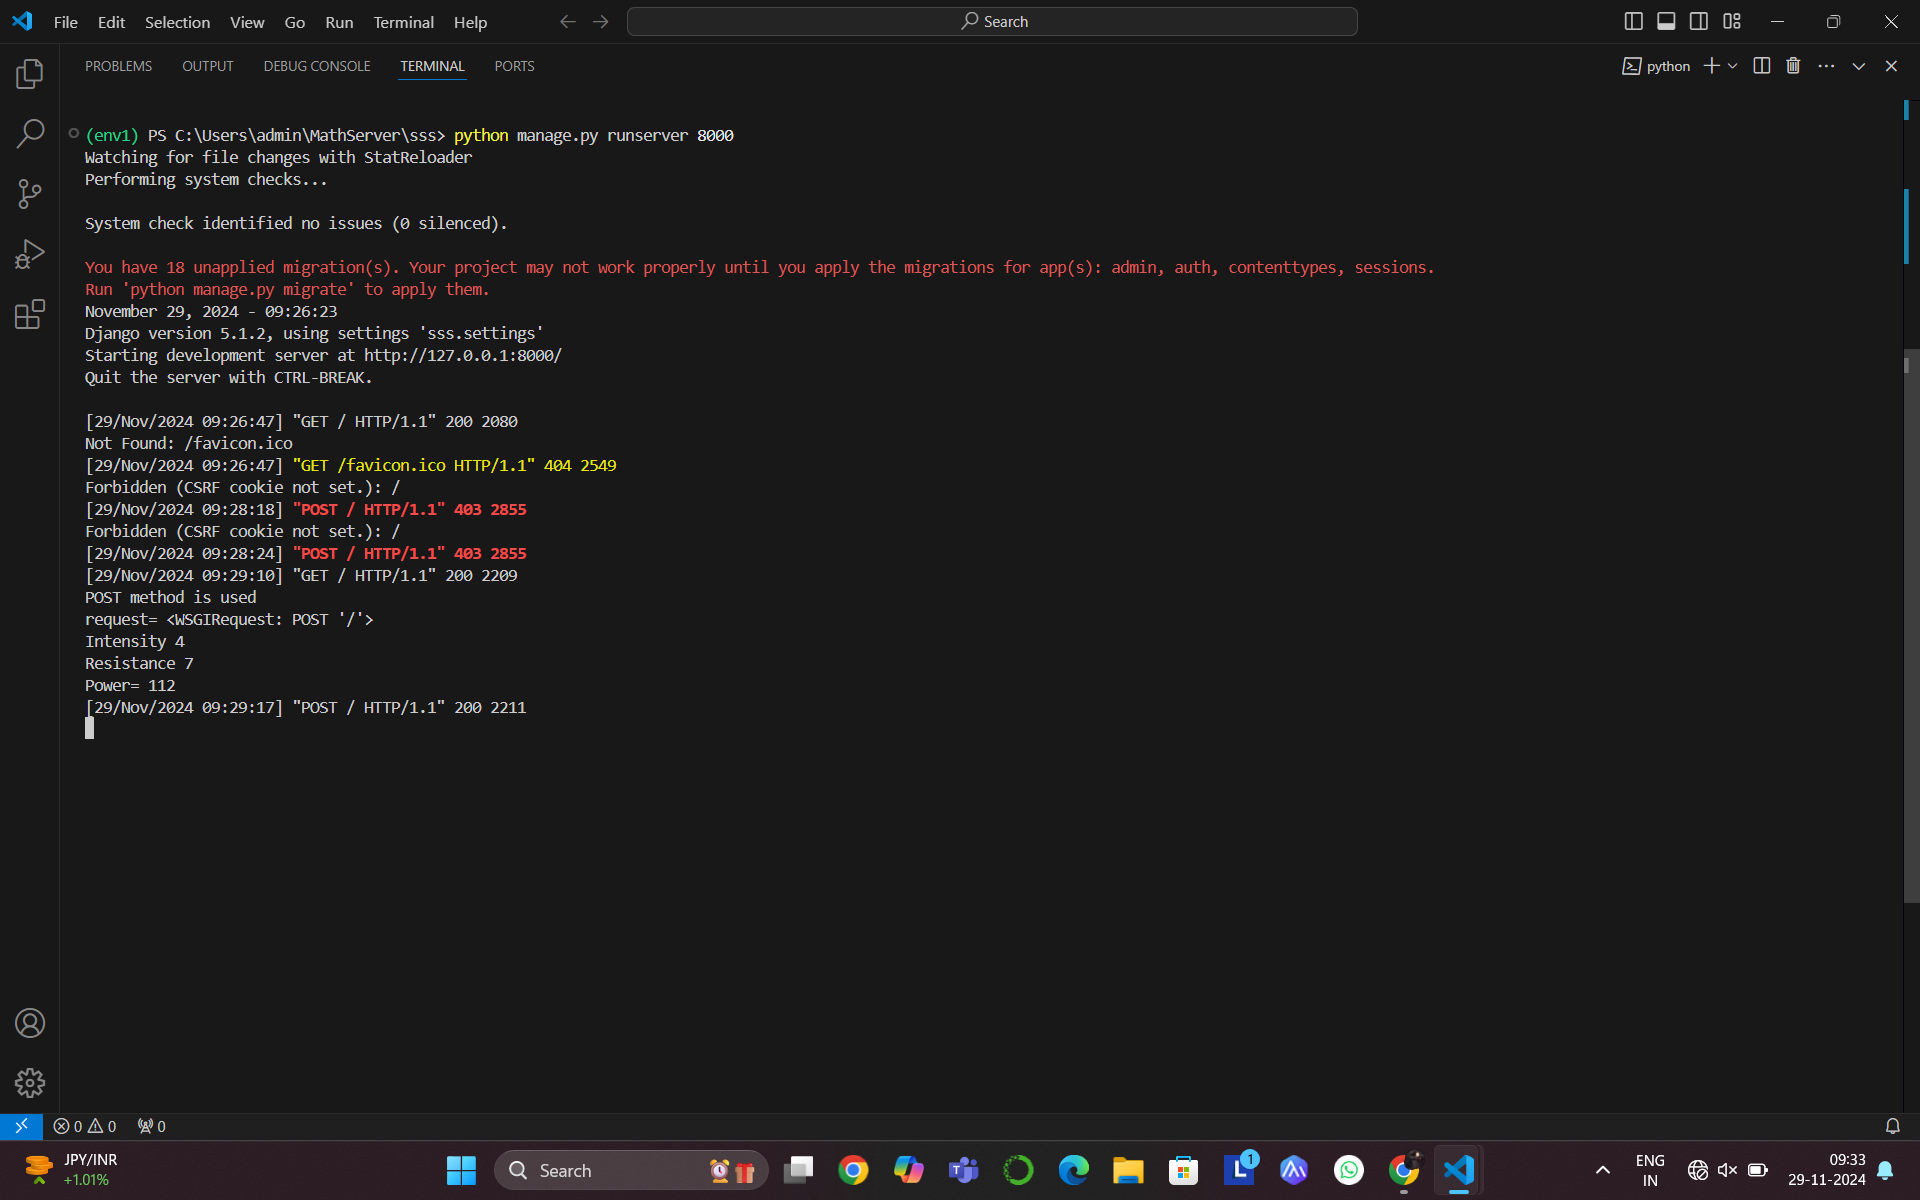 File Edit Selection View Go Run Terminal Help Search
PROBLEMS OUTPUT DEBUG CONSOLE TERMINAL PORTS python
(env1) PS C:\Users\admin\MathServer\sss> python manage.py runserver 8000
Watching for file changes with StatReloader
Performing system checks...
System check identified no issues (0 silenced).
You have 18 unapplied migration(s). Your project may not work properly until you apply the migrations for app(s): admin, auth, contenttypes, sessions.
Run 'python manage.py migrate' to apply them.
November 29, 2024 - 09:26:23
Django version 5.1.2, using settings 'sss.settings'
Starting development server at http://127.0.0.1:8000/
Quit the server with CTRL-BREAK.
[29/Nov/2024 09:26:47] "GET / HTTP/1.1" 200 2080
Not Found: /favicon.ico
[29/Nov/2024 09:26:47] "GET /favicon.ico HTTP/1.1" 404 2549
Forbidden (CSRF cookie not set.): /
[29/Nov/2024 09:28:18] "POST / HTTP/1.1" 403 2855
Forbidden (CSRF cookie not set.): /
[29/Nov/2024 09:28:24] "POST / HTTP/1.1" 403 2855
[29/Nov/2024 09:29:10] "GET / HTTP/1.1" 200 2209
POST method is used
request= <WSGIRequest: POST '/'>
Intensity 4
Resistance 7
Power= 112
[29/Nov/2024 09:29:17] "POST / HTTP/1.1" 200 2211
0 0 0
JPY/INR
+1.01%
Search
1
ENG
IN
09:33
29-11-2024